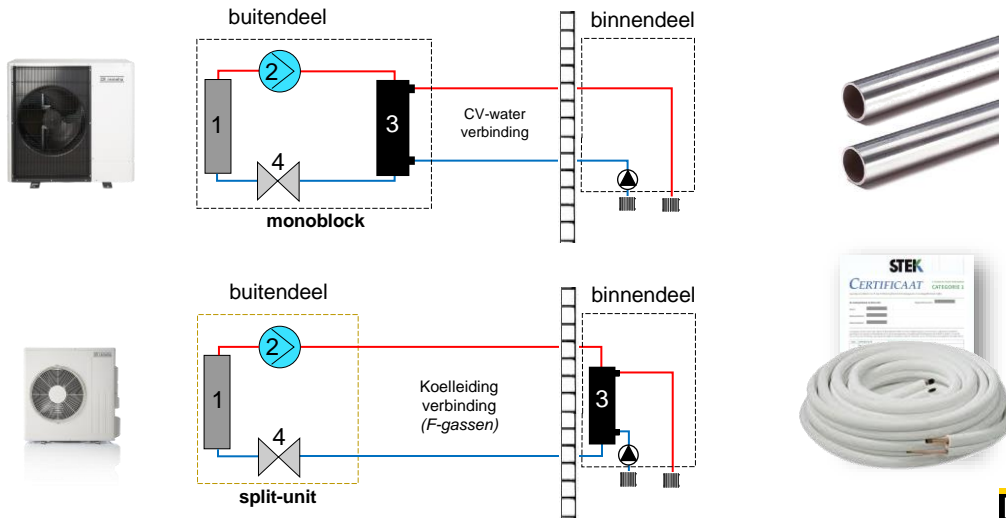 buitendeel
binnendeel
2
1
3
4
CV-water
verbinding
monoblock
buitendeel
binnendeel
2
1
3
4
Koelleiding
verbinding
(F-gassen)
split-unit
STEK
CERTIFICAAT
CATEGORIE 1